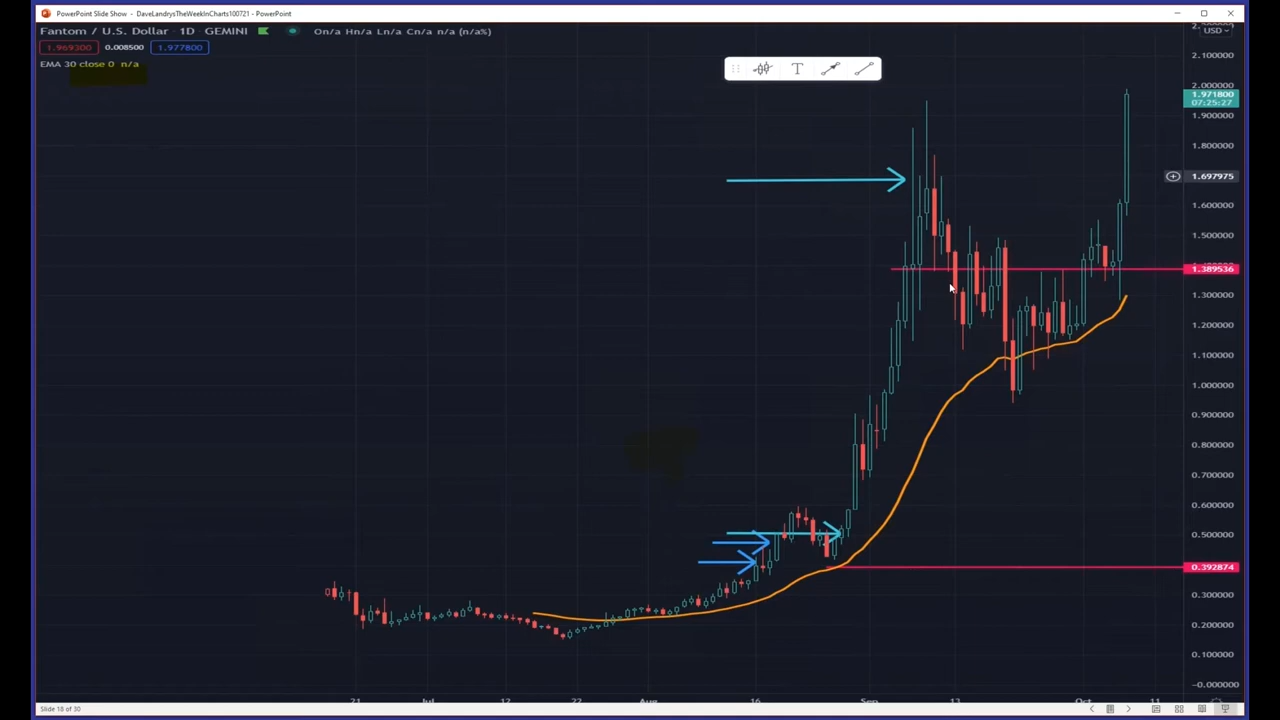 PowerPoint Slide Show - DaveLandrysTheWeekInCharts100721 - PowerPoint
Fantom / U.S. Dollar · 1D · GEMINI
On/a Hn/a Ln/a Cn/a n/a (n/a%)
USD
1.969300 0.008500 1.977800
EMA 30 close 0 n/a
T
2.100000
2.000000
1.971800
07:25:27
1.900000
1.800000
1.697975
1.600000
1.500000
1.389536
1.300000
1.200000
1.100000
1.000000
0.900000
0.800000
0.700000
0.600000
0.500000
0.392874
0.300000
0.200000
0.100000
-0.000000
21 Jul 12 22 Aug 16 Sep 13 Oct 11
Slide 18 of 30